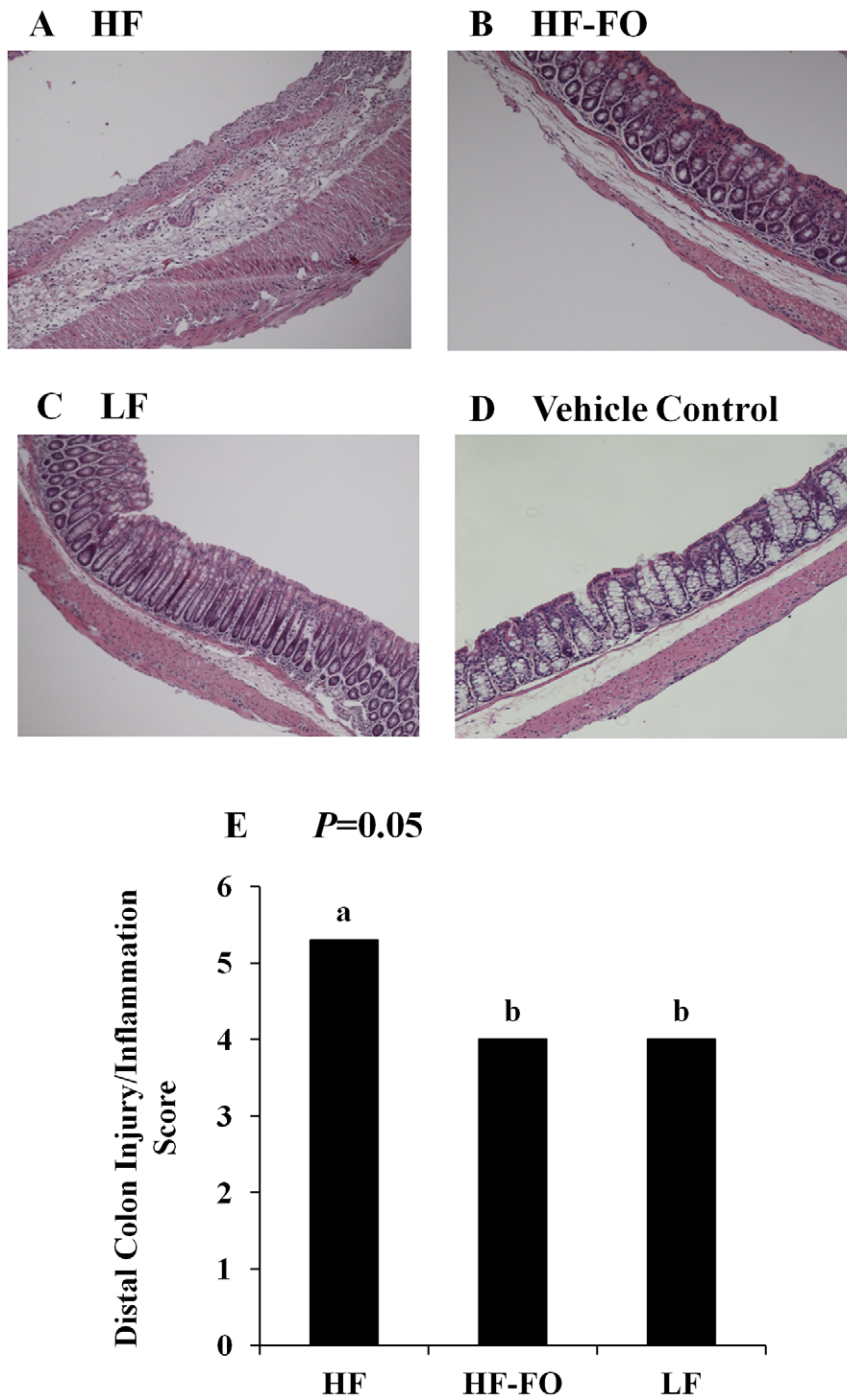 A HF
B HF-FO
C LF
D Vehicle Control
E P=0.05
Distal Colon Injury/Inflammation
Score
6
5
4
3
2
1
0
a
b
b
HF
HF-FO
LF